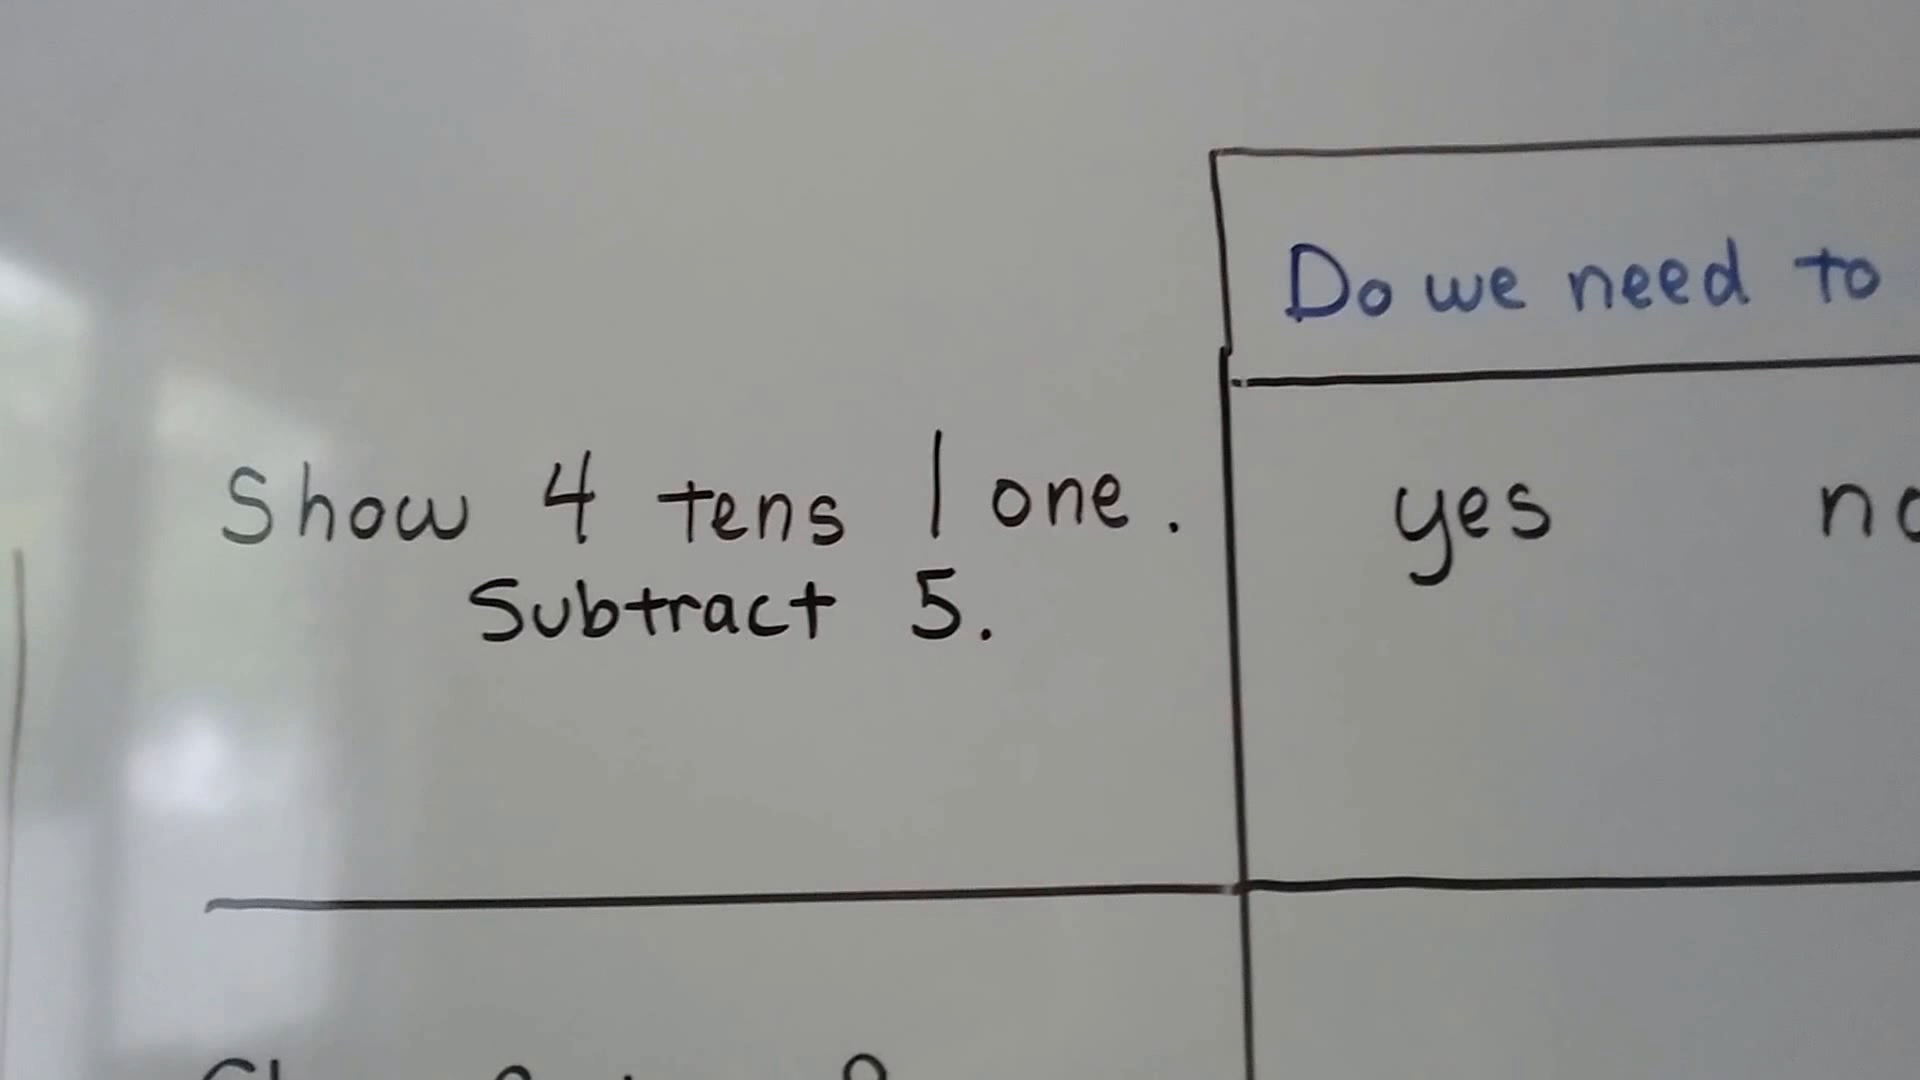 Do we need to
Show 4 tens 1 one.
yes
Subtract 5.